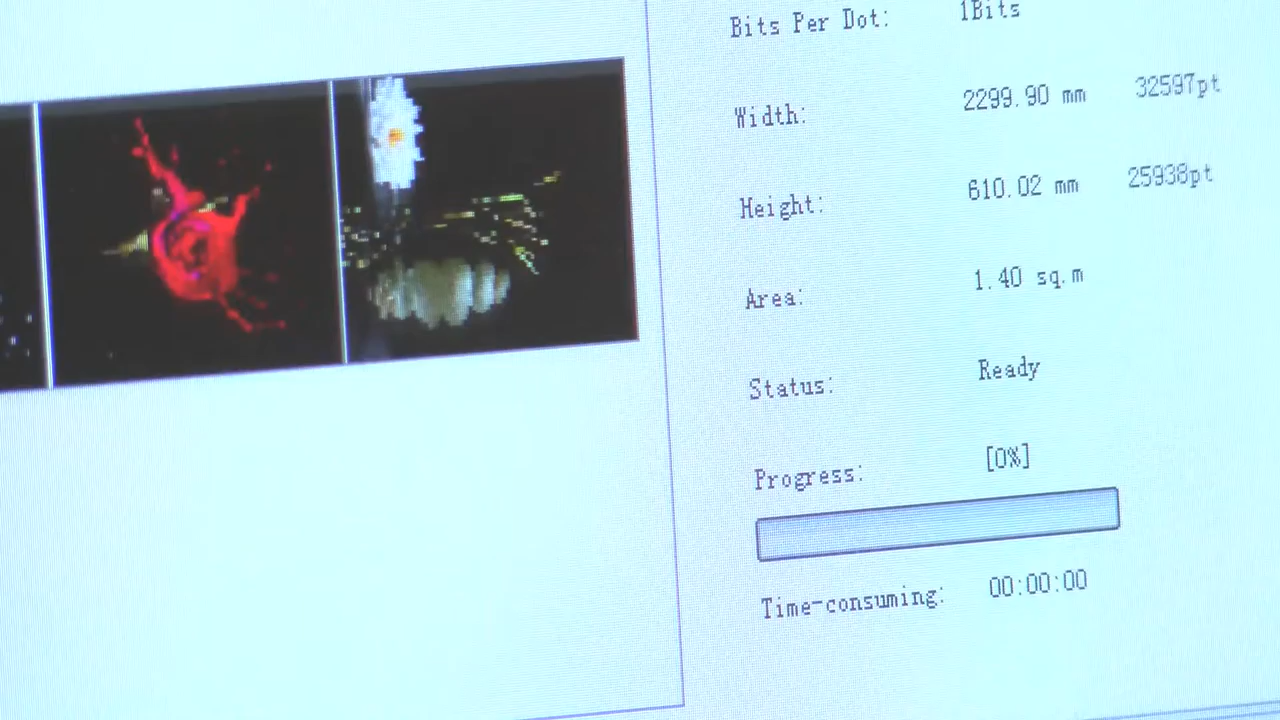 Bits Per Dot: 1Bits
Width: 2299.90 mm 32597pt
Height: 610.02 mm 25938pt
Area: 1.40 sq.m
Status: Ready
Progress: [0%]
Time-consuming: 00:00:00